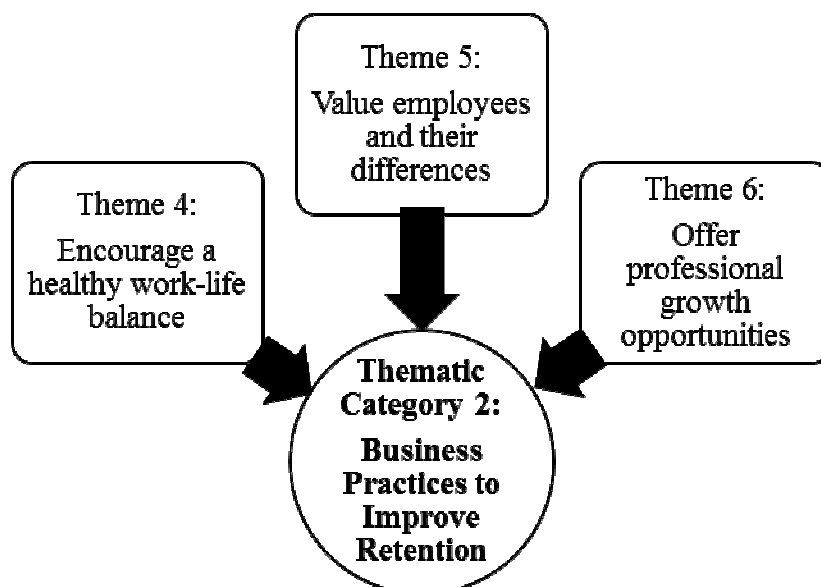 Theme 4:
Encourage a
healthy work-life
balance
Theme 5:
Value employees
and their
differences
Theme 6:
Offer
professional
growth
opportunities
Thematic
Category 2:
Business
Practices to
Improve
Retention